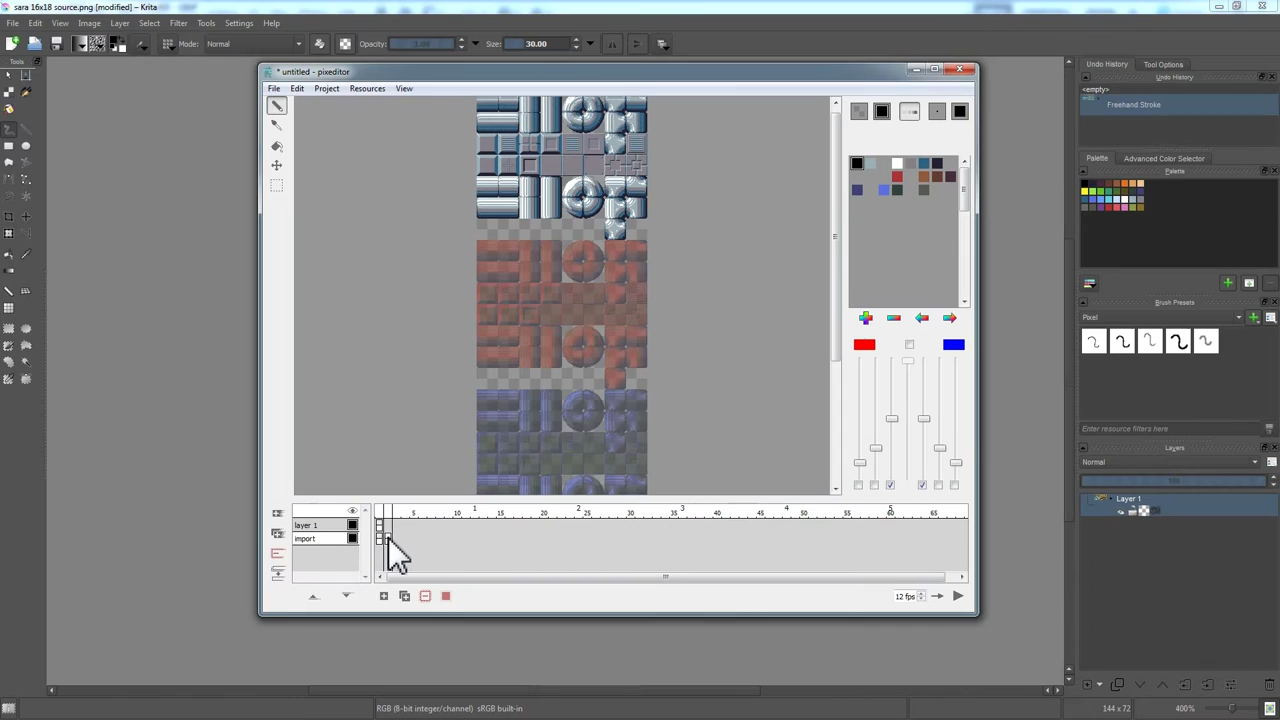 sara 16x18 source.png [modified] – Krita
File Edit View Image Layer Select Filter Tools Settings Help
Mode: Normal Opacity: 1.00 Size: 30.00
Tools
* untitled - pixeditor
File Edit Project Resources View
layer 1
import
5 10 15 20 25 30 35 40 45 50 55 60 65
1 2 3 4 5
12 fps
Undo History Tool Options
Undo History
<empty>
Freehand Stroke
Palette Advanced Color Selector
Palette
Brush Presets
Pixel
Enter resource filters here
Layers
Normal
100
Layer 1
RGB (8-bit integer/channel) sRGB built-in
144 x 72
400%